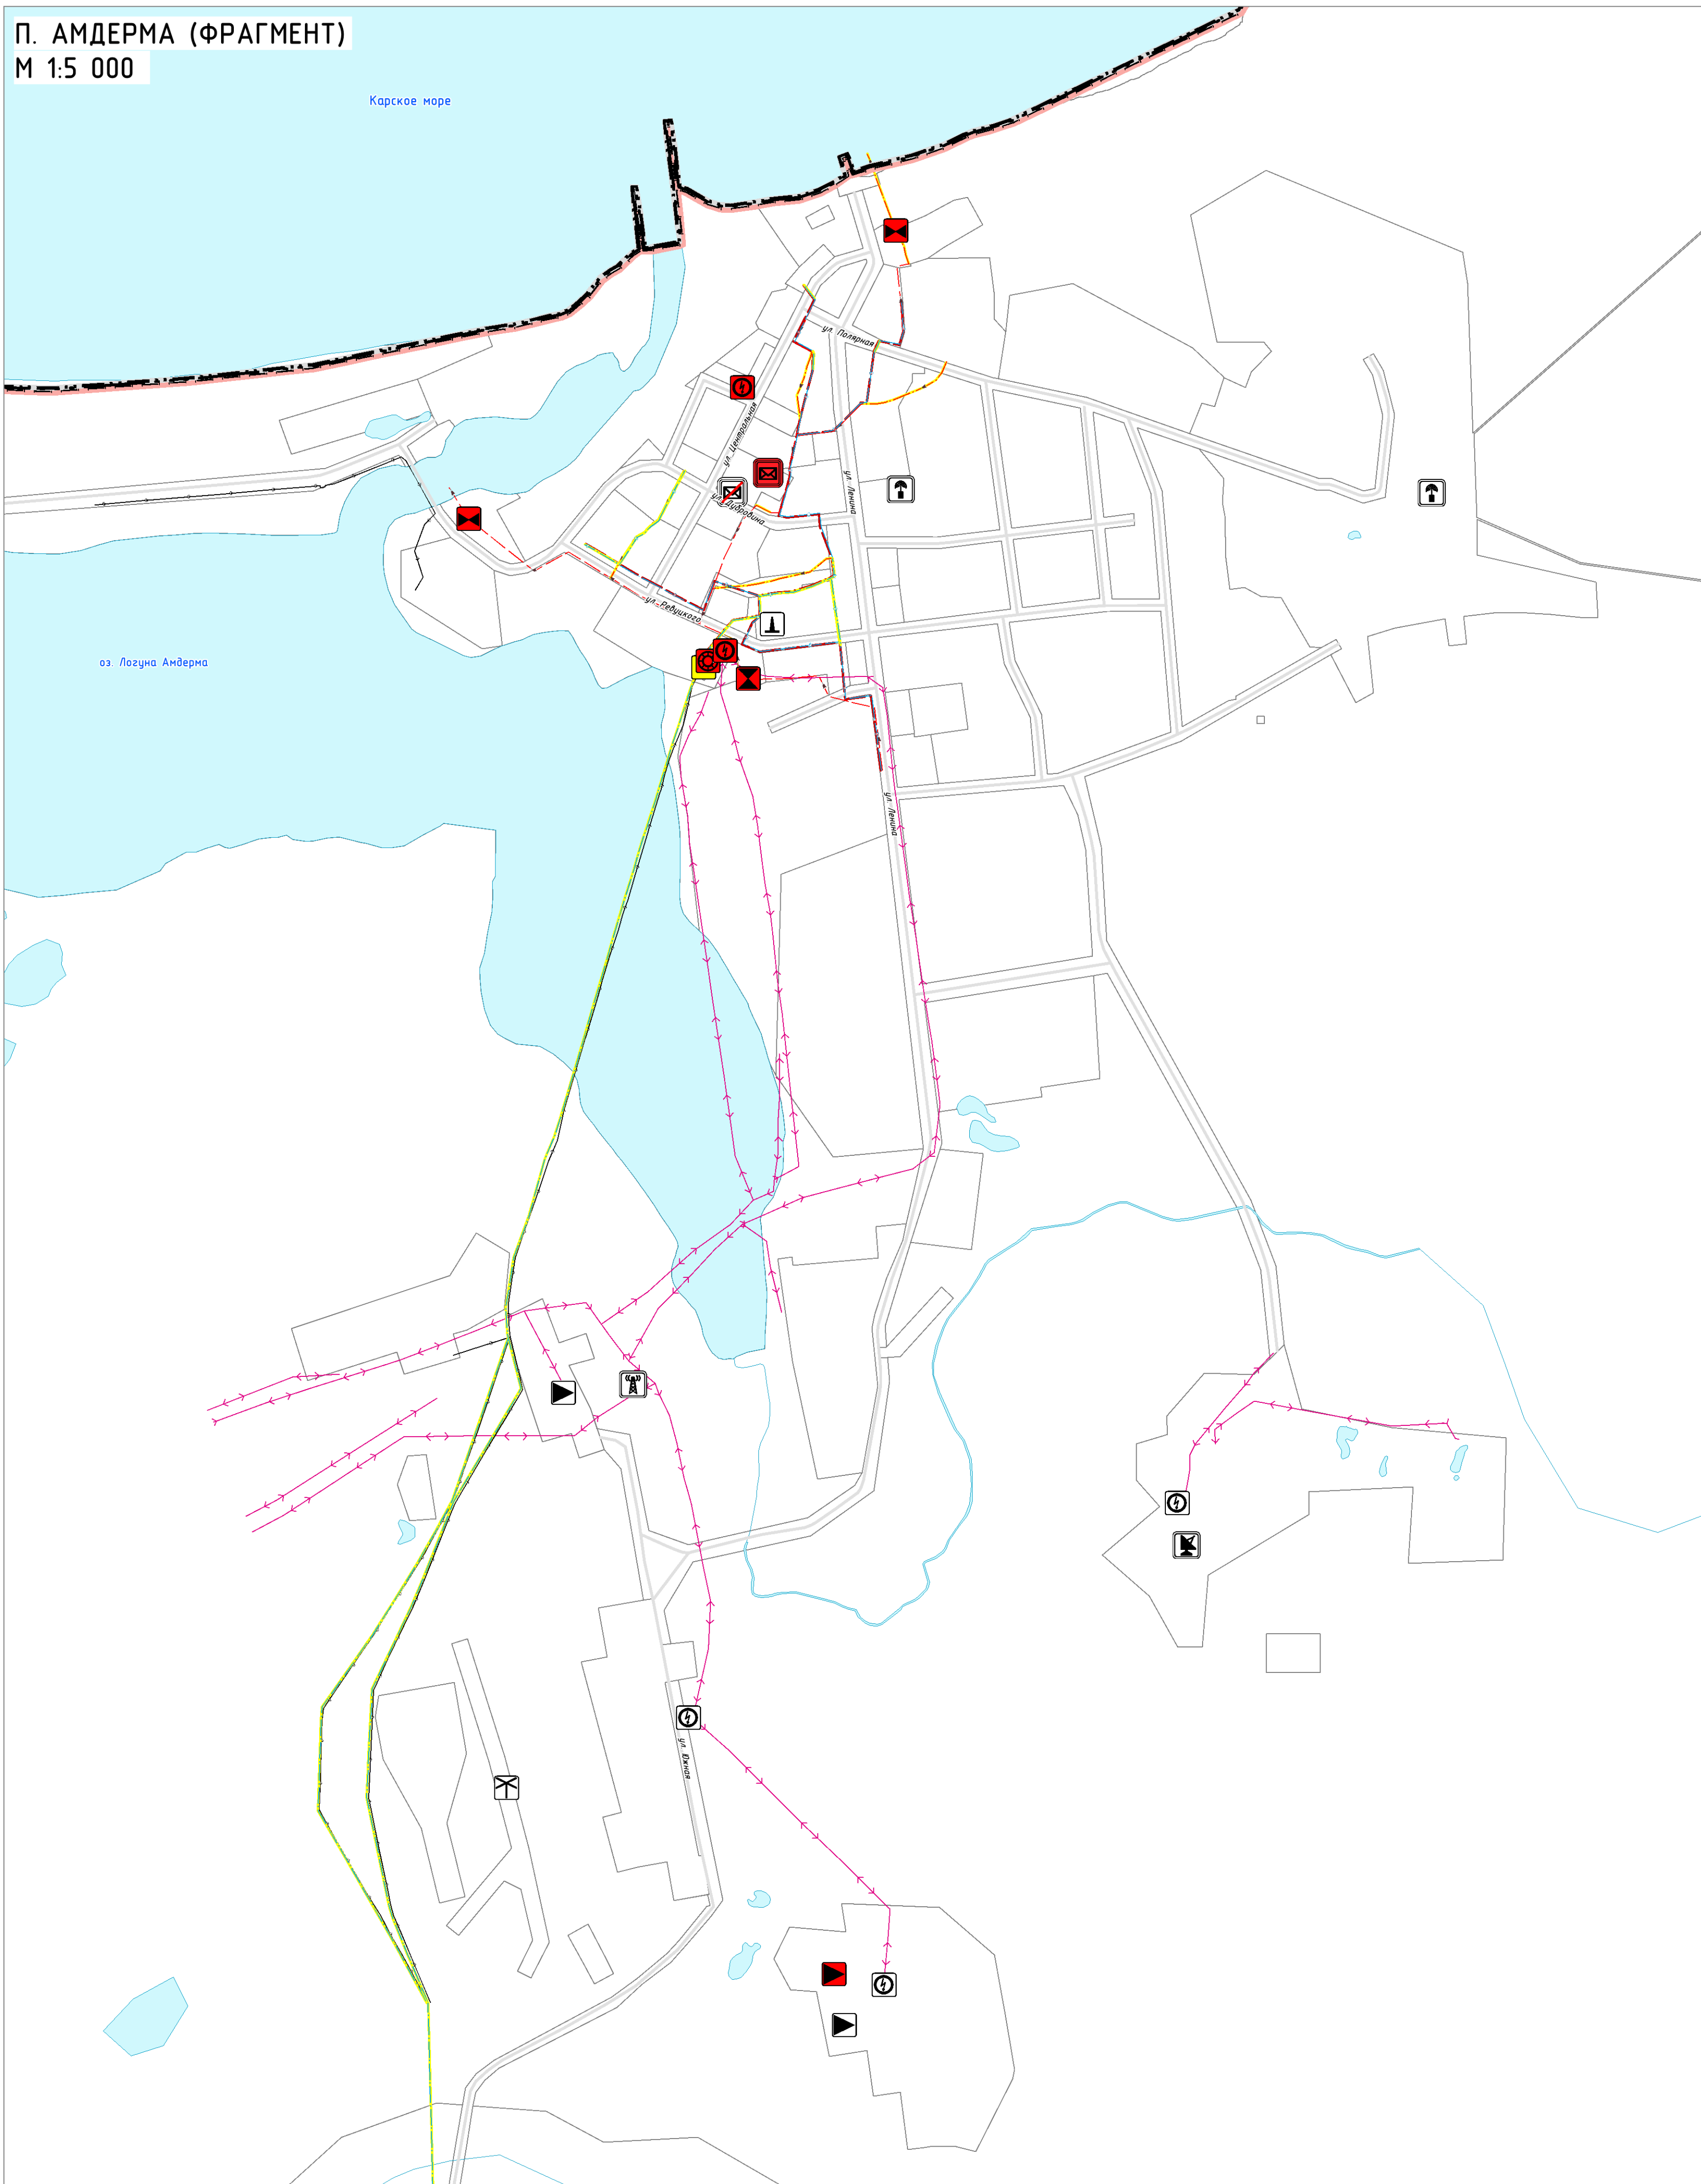 П. АМДЕРМА (ФРАГМЕНТ)
М 1:5 000
Карское море
ул. Полярная
ул. Центральная
ул. Ленина
ул. Дубровина
ул. Редуцкого
оз. Логуна Амдерма
ул. Ленина
ул. Южная